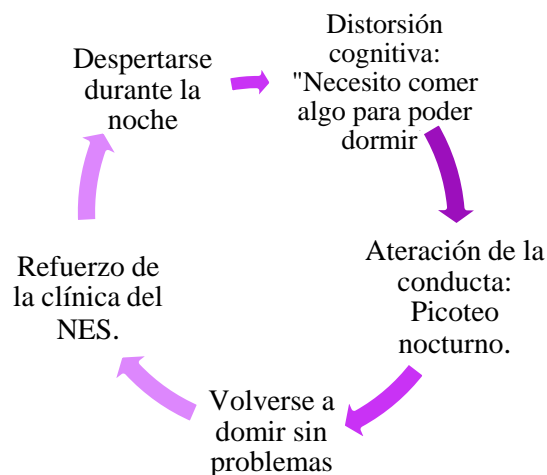 Despertarse
durante la
noche
Distorsión
cognitiva:
"Necesito comer
algo para poder
dormir
Ateración de la
conducta:
Picoteo
nocturno.
Volverse a
domir sin
problemas
Refuerzo de
la clínica del
NES.